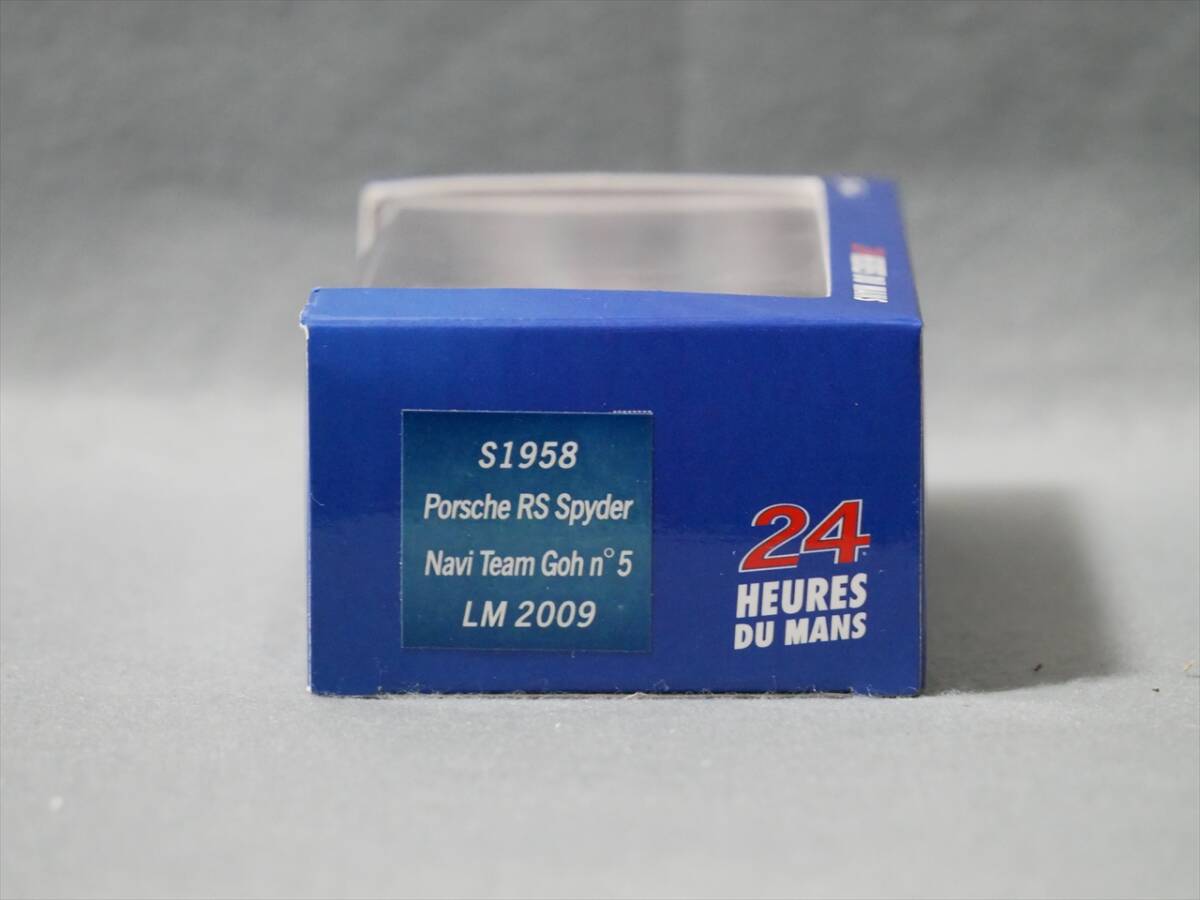 S1958
Porsche RS Spyder
Navi Team Goh n° 5
LM 2009
24
HEURES
DU MANS